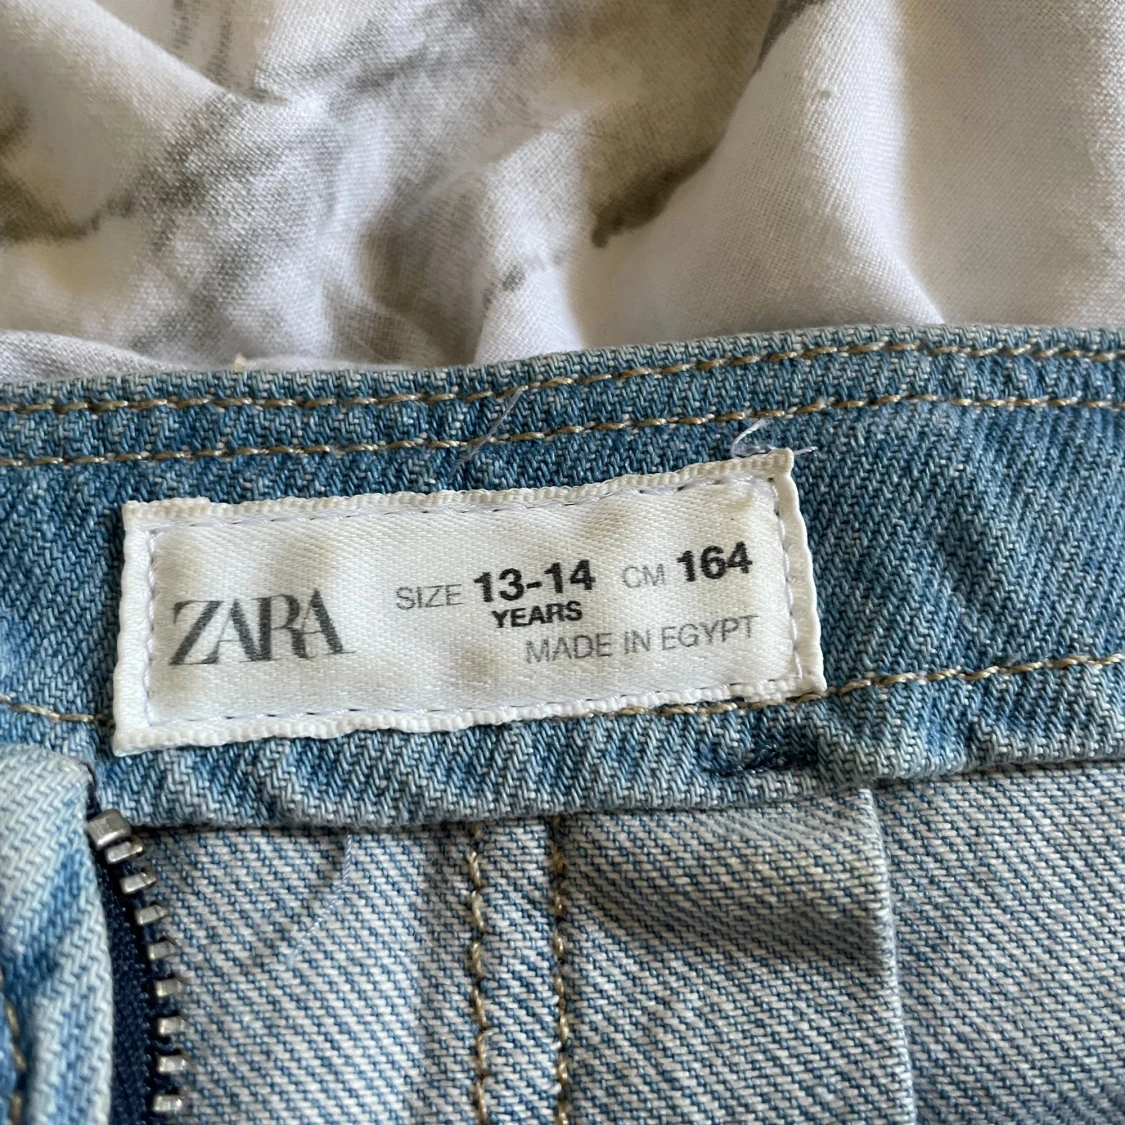 ZARA
SIZE 13-14 CM 164
YEARS
MADE IN EGYPT